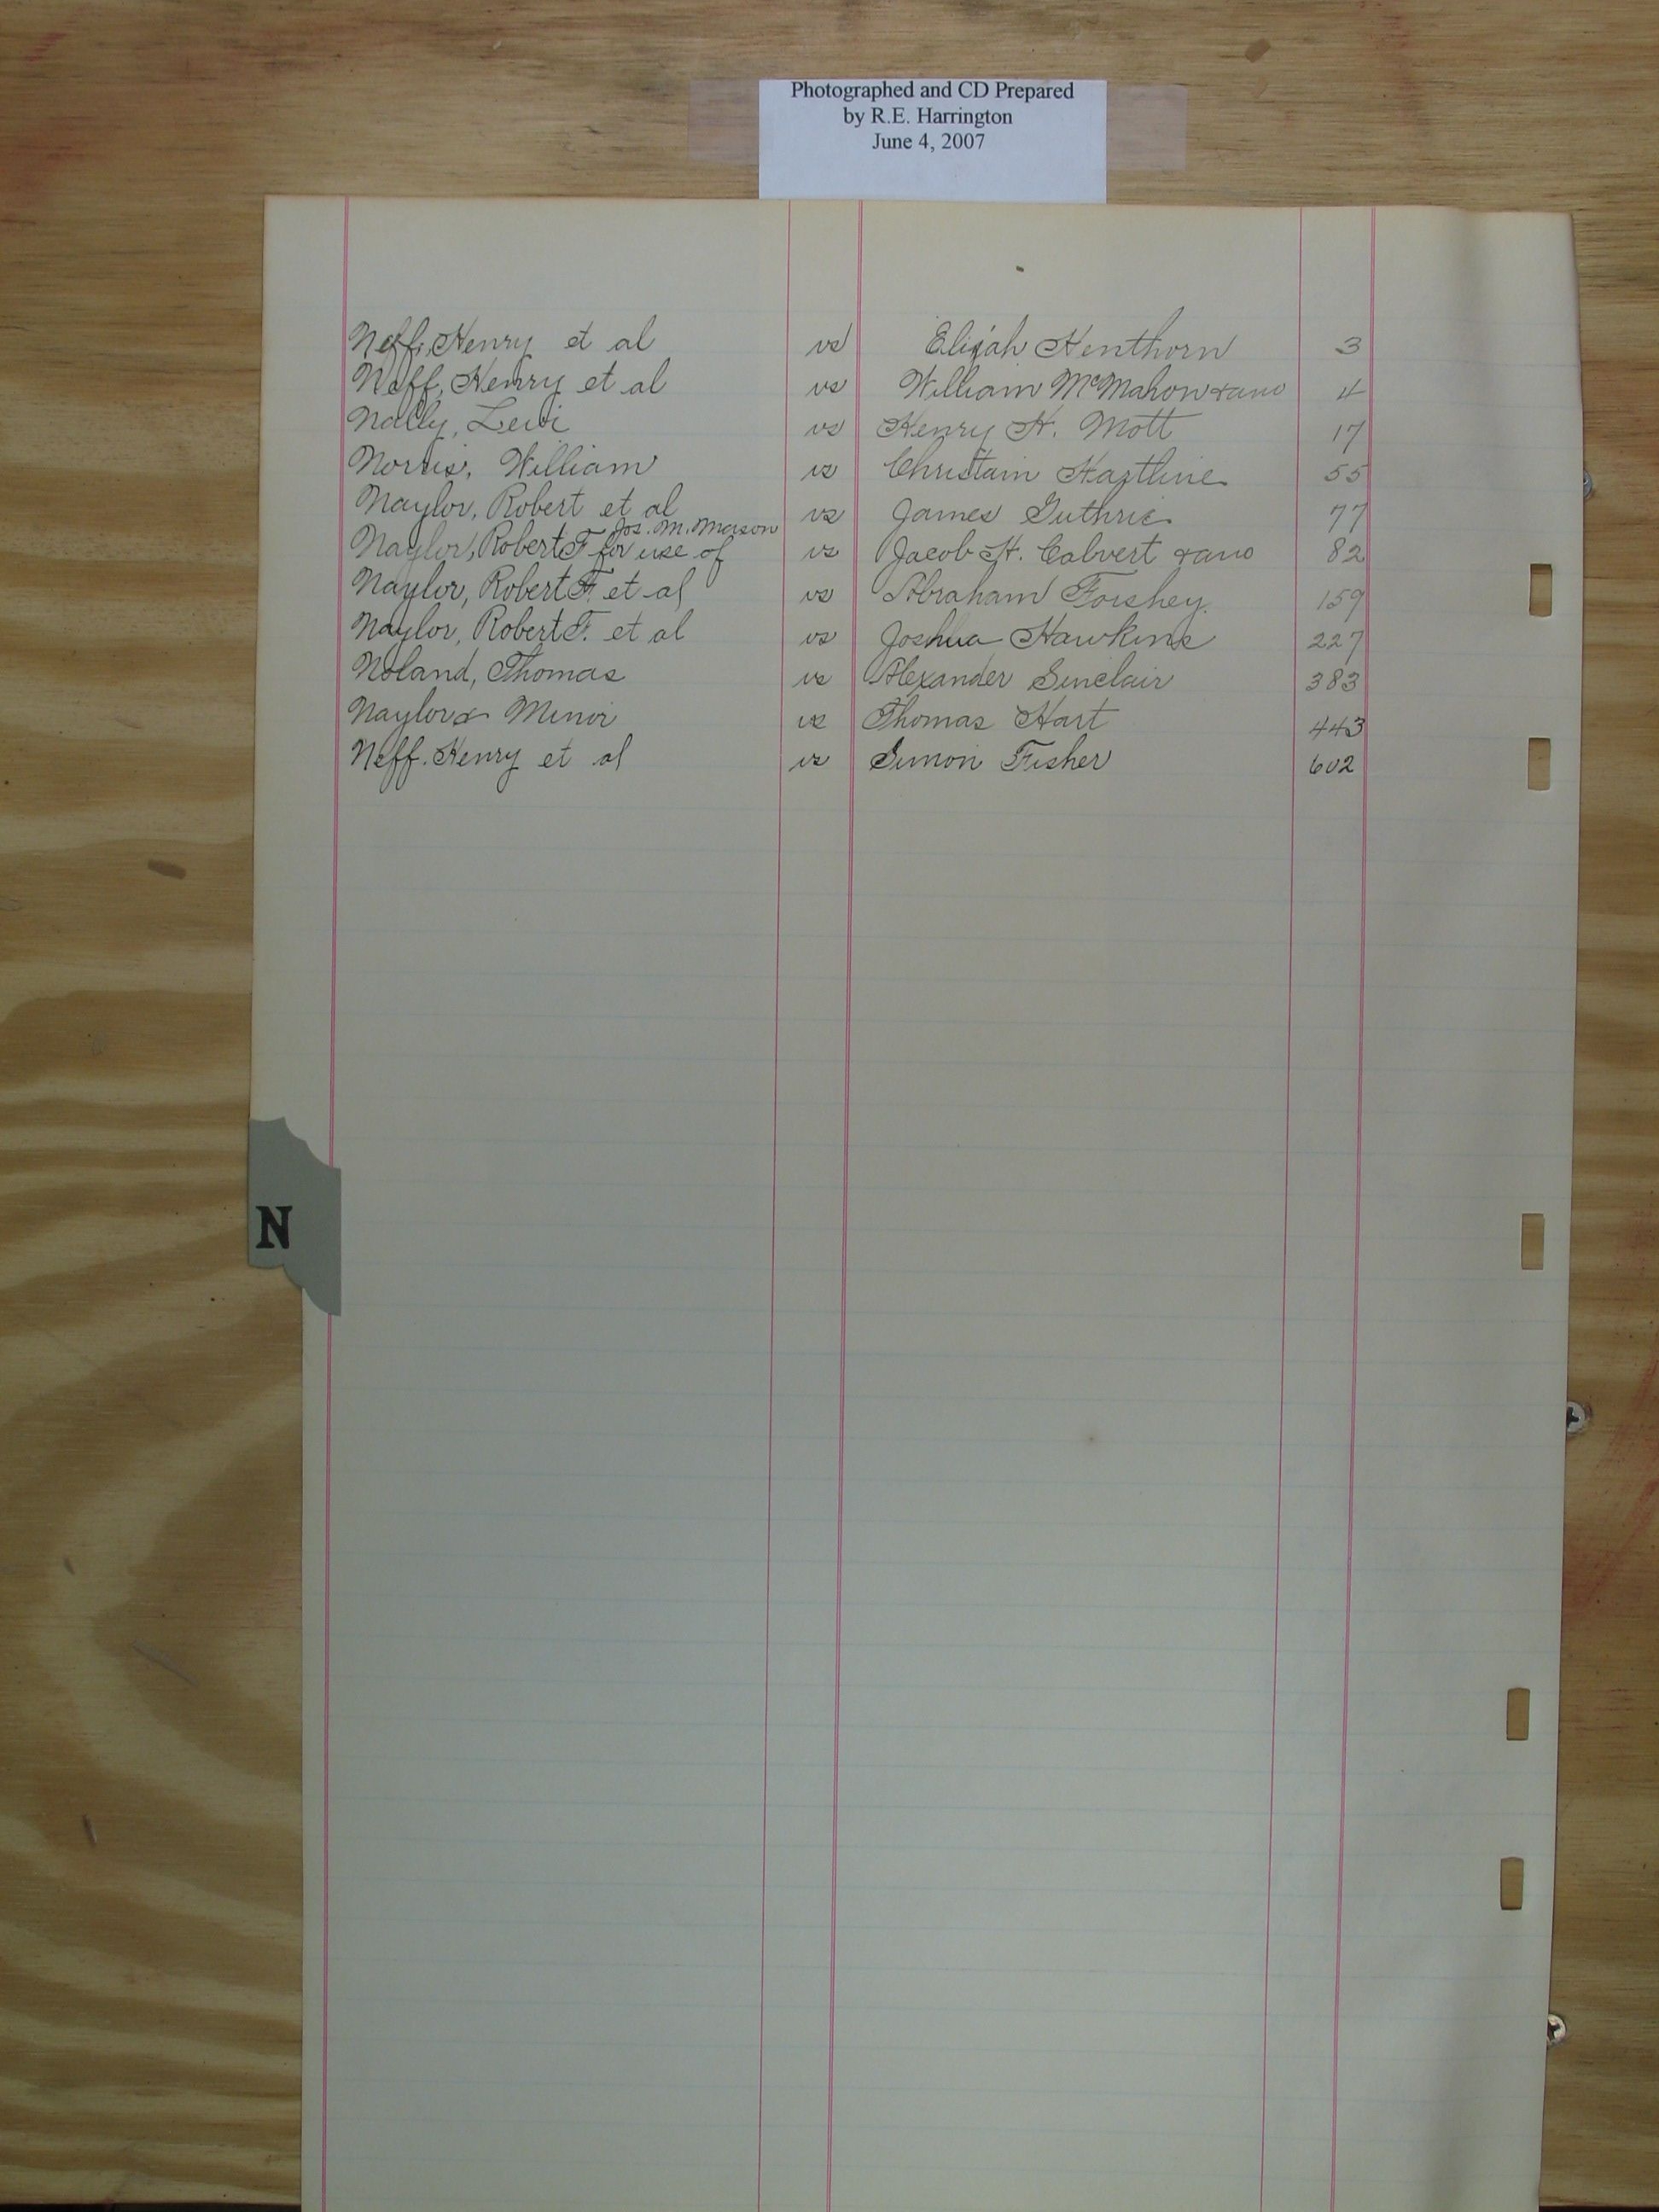 Photographed and CD Prepared
by R.E. Harrington
June 4, 2007
Neff, Henry et al vs Elijah Henthorn 3
Neff, Henry et al vs William McMahon & ano 4
Nally, Levi vs Henry H. Mott 17
Norris, William vs Christain Hartline 55
Naylor, Robert et al vs James Guthrie 77
Jos. M. Mason
Naylor, Robert F for use of vs Jacob H. Calvert & ano 82
Naylor, Robert F. et al vs Abraham Forshey. 159
Naylor, Robert F. et al vs Joshua Hawkins 227
Noland, Thomas vs Alexander Sinclair 383
Naylor & Minor vs Thomas Hart 443
Neff. Henry et al vs Simon Fisher 602
N